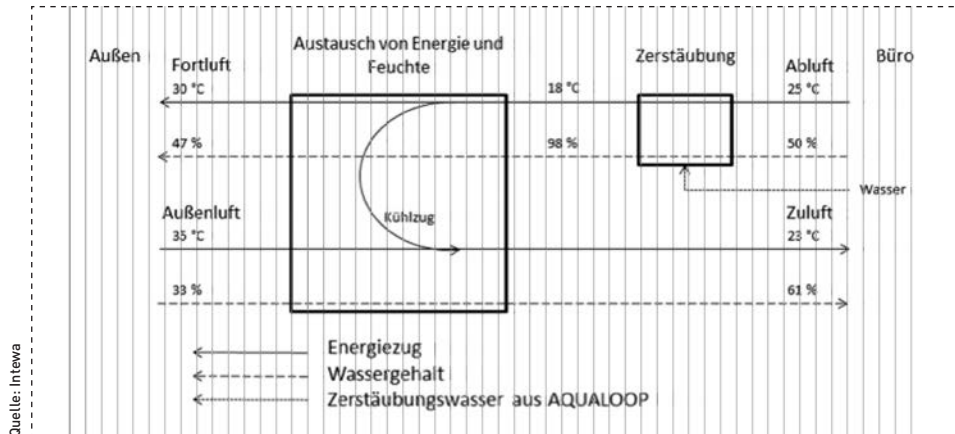 Außen
Austausch von Energie und
Feuchte
Zerstäubung
Büro
Fortluft
Abluft
30 °C
18 °C
25 °C
47 %
98 %
50 %
Wasser
Außenluft
Kühlzug
Zuluft
35 °C
23 °C
33 %
61 %
Energiezug
Wassergehalt
Zerstäubungswasser aus AQUALOOP
Quelle: Intewa